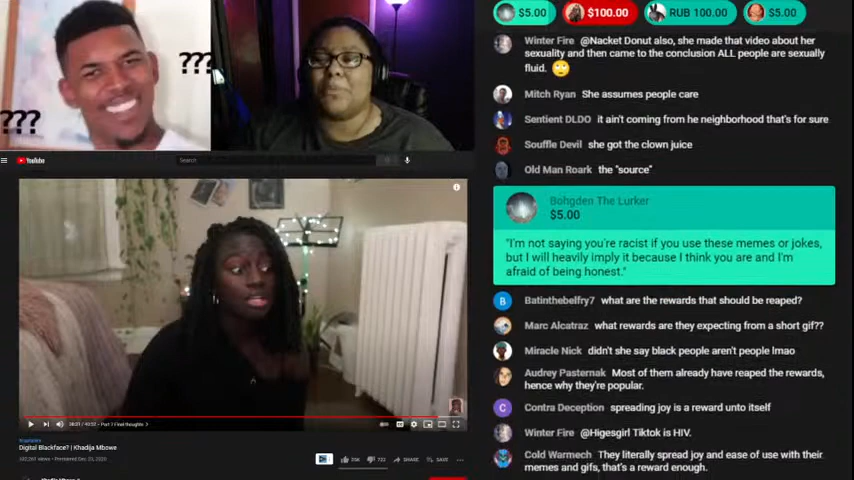 $5.00
$100.00
RUB 100.00
$5.00
???
???
Winter Fire @Nacket Donut also, she made that video about her
sexuality and then came to the conclusion ALL people are sexually
fluid.
Mitch Ryan She assumes people care
Sentient DLDO it ain't coming from he neighborhood that's for sure
Souffle Devil she got the clown juice
Old Man Roark the "source"
Bohgden The Lurker
$5.00
"I'm not saying you're racist if you use these memes or jokes,
but I will heavily imply it because I think you are and I'm
afraid of being honest."
B Batinthebelfry7 what are the rewards that should be reaped?
Marc Alcatraz what rewards are they expecting from a short gif??
Miracle Nick didn't she say black people aren't people lmao
Audrey Pasternak Most of them already have reaped the rewards,
hence why they're popular.
C Contra Deception spreading joy is a reward unto itself
Winter Fire @Higesgirl Tiktok is HIV.
Cold Warmech They literally spread joy and ease of use with their
memes and gifs, that's a reward enough.
YouTube
Search
Part 7 Final thoughts
Digital Blackface? | Khadija Mbowe
SHARE
SAVE